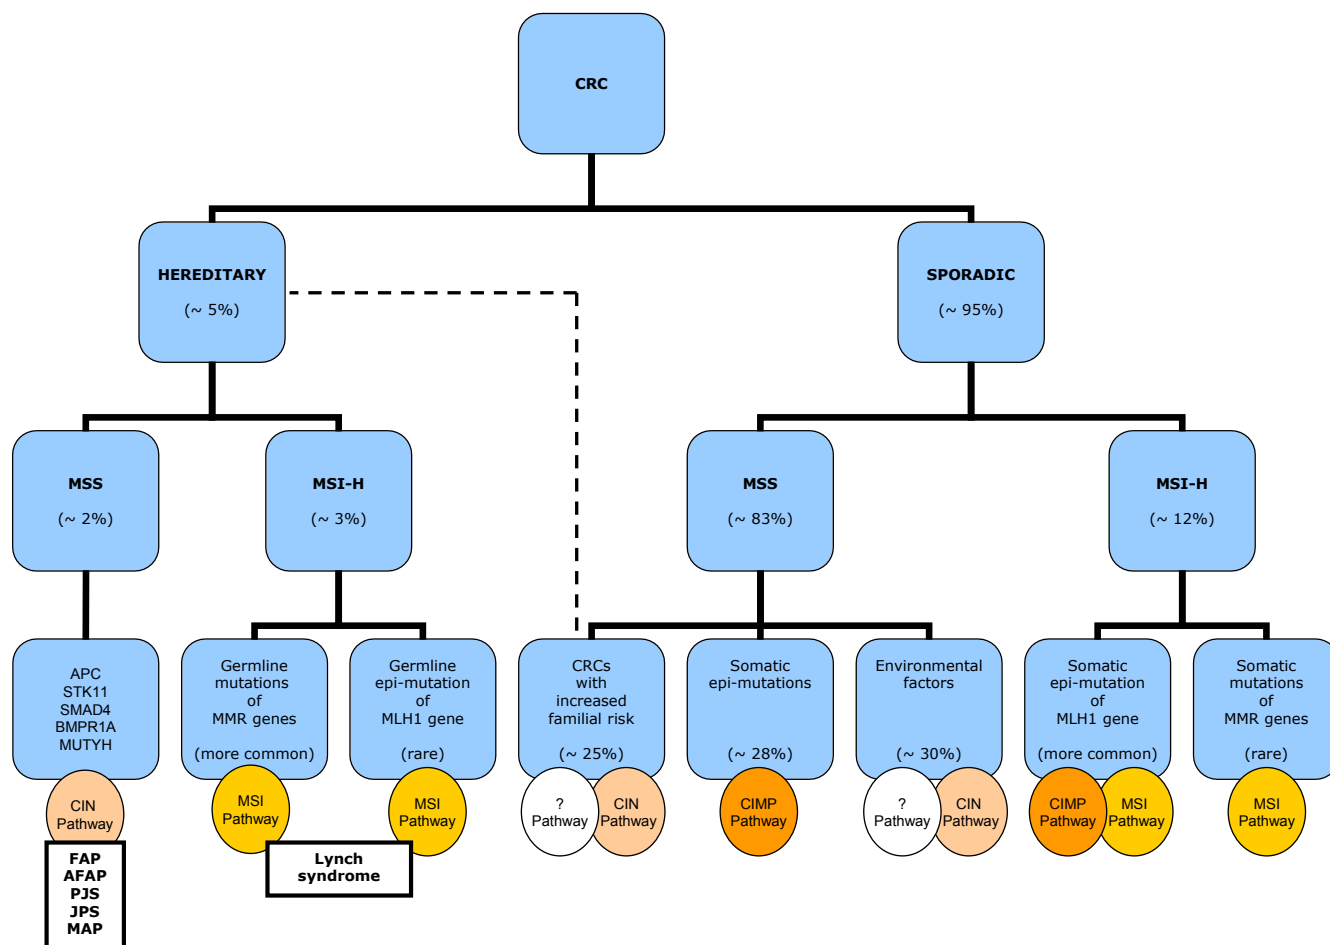 CRC
HEREDITARY
(~ 5%)
SPORADIC
(~ 95%)
MSS
(~ 2%)
MSI-H
(~ 3%)
MSS
(~ 83%)
MSI-H
(~ 12%)
APC
STK11
SMAD4
BMPR1A
MUTYH
Germline
mutations
of
MMR genes
(more common)
Germline
epi-mutation
of
MLH1 gene
(rare)
CRCs
with
increased
familial risk
(~ 25%)
Somatic
epi-mutations
(~ 28%)
Environmental
factors
(~ 30%)
Somatic
epi-mutation
of
MLH1 gene
(more common)
Somatic
mutations
of
MMR genes
(rare)
CIN
Pathway
MSI
Pathway
MSI
Pathway
?
Pathway
CIN
Pathway
CIMP
Pathway
?
Pathway
CIN
Pathway
CIMP
Pathway
MSI
Pathway
MSI
Pathway
FAP
AFAP
PJS
JPS
MAP
Lynch
syndrome